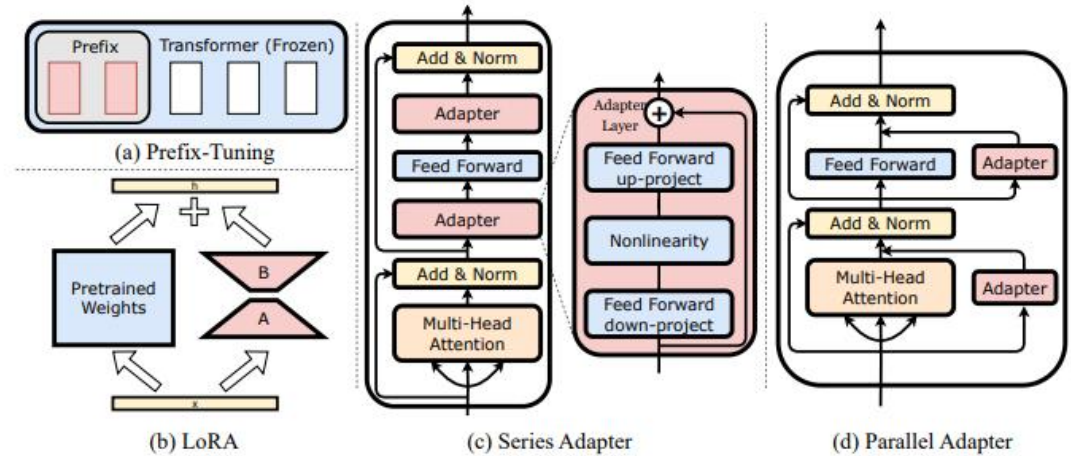 Prefix
Transformer (Frozen)
(a) Prefix-Tuning
h
Pretrained
Weights
B
A
x
(b) LoRA
Add & Norm
Adapter
Feed Forward
Adapter
Add & Norm
Multi-Head
Attention
Adapter
Layer
+
Feed Forward
up-project
Nonlinearity
Feed Forward
down-project
(c) Series Adapter
Add & Norm
Feed Forward
Adapter
Add & Norm
Multi-Head
Attention
Adapter
(d) Parallel Adapter